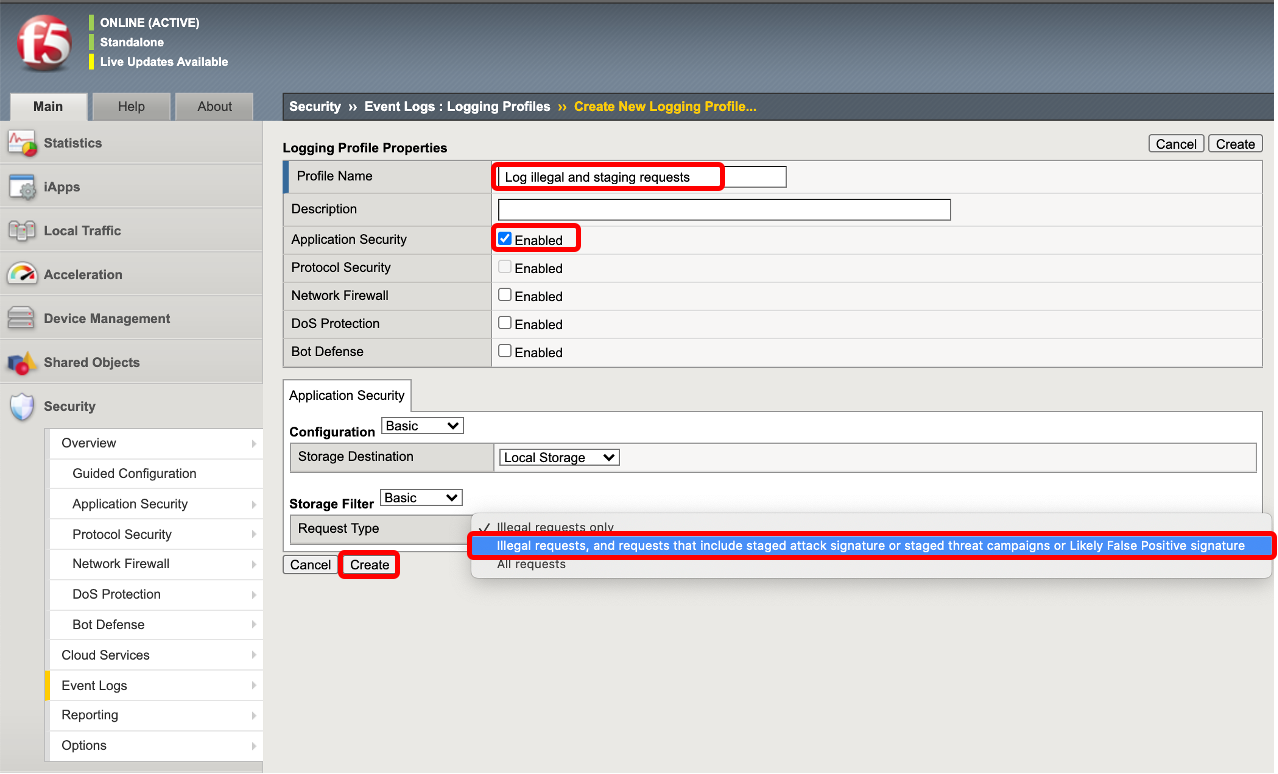 f5
ONLINE (ACTIVE)
Standalone
Live Updates Available
Main Help About
Security ›› Event Logs : Logging Profiles ›› Create New Logging Profile...
Statistics
iApps
Local Traffic
Acceleration
Device Management
Shared Objects
Security
Overview
Guided Configuration
Application Security
Protocol Security
Network Firewall
DoS Protection
Bot Defense
Cloud Services
Event Logs
Reporting
Options
Logging Profile Properties
Cancel Create
Profile Name Log illegal and staging requests
Description
Application Security Enabled
Protocol Security Enabled
Network Firewall Enabled
DoS Protection Enabled
Bot Defense Enabled
Application Security
Configuration Basic
Storage Destination Local Storage
Storage Filter Basic
Request Type ✓ Illegal requests only
Illegal requests, and requests that include staged attack signature or staged threat campaigns or Likely False Positive signature
All requests
Cancel Create